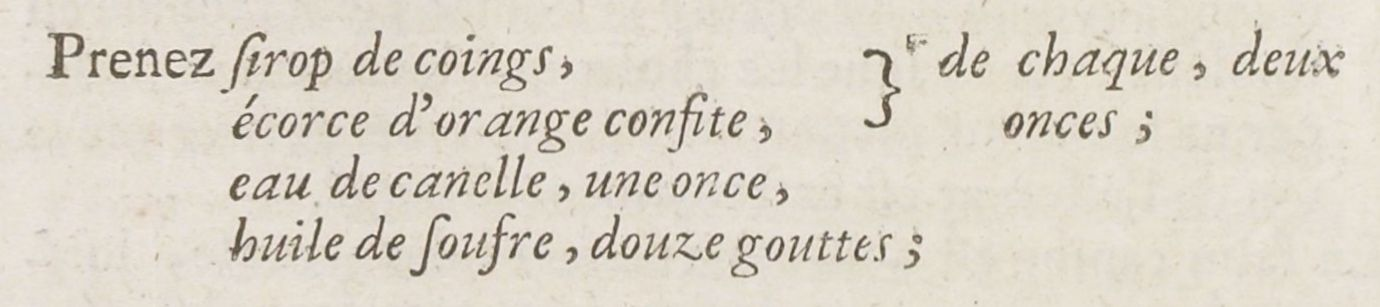 Prenez ſirop de coings, } de chaque, deux
écorce d'orange confite, onces ;
eau de canelle, une once,
huile de ſoufre, douze gouttes ;